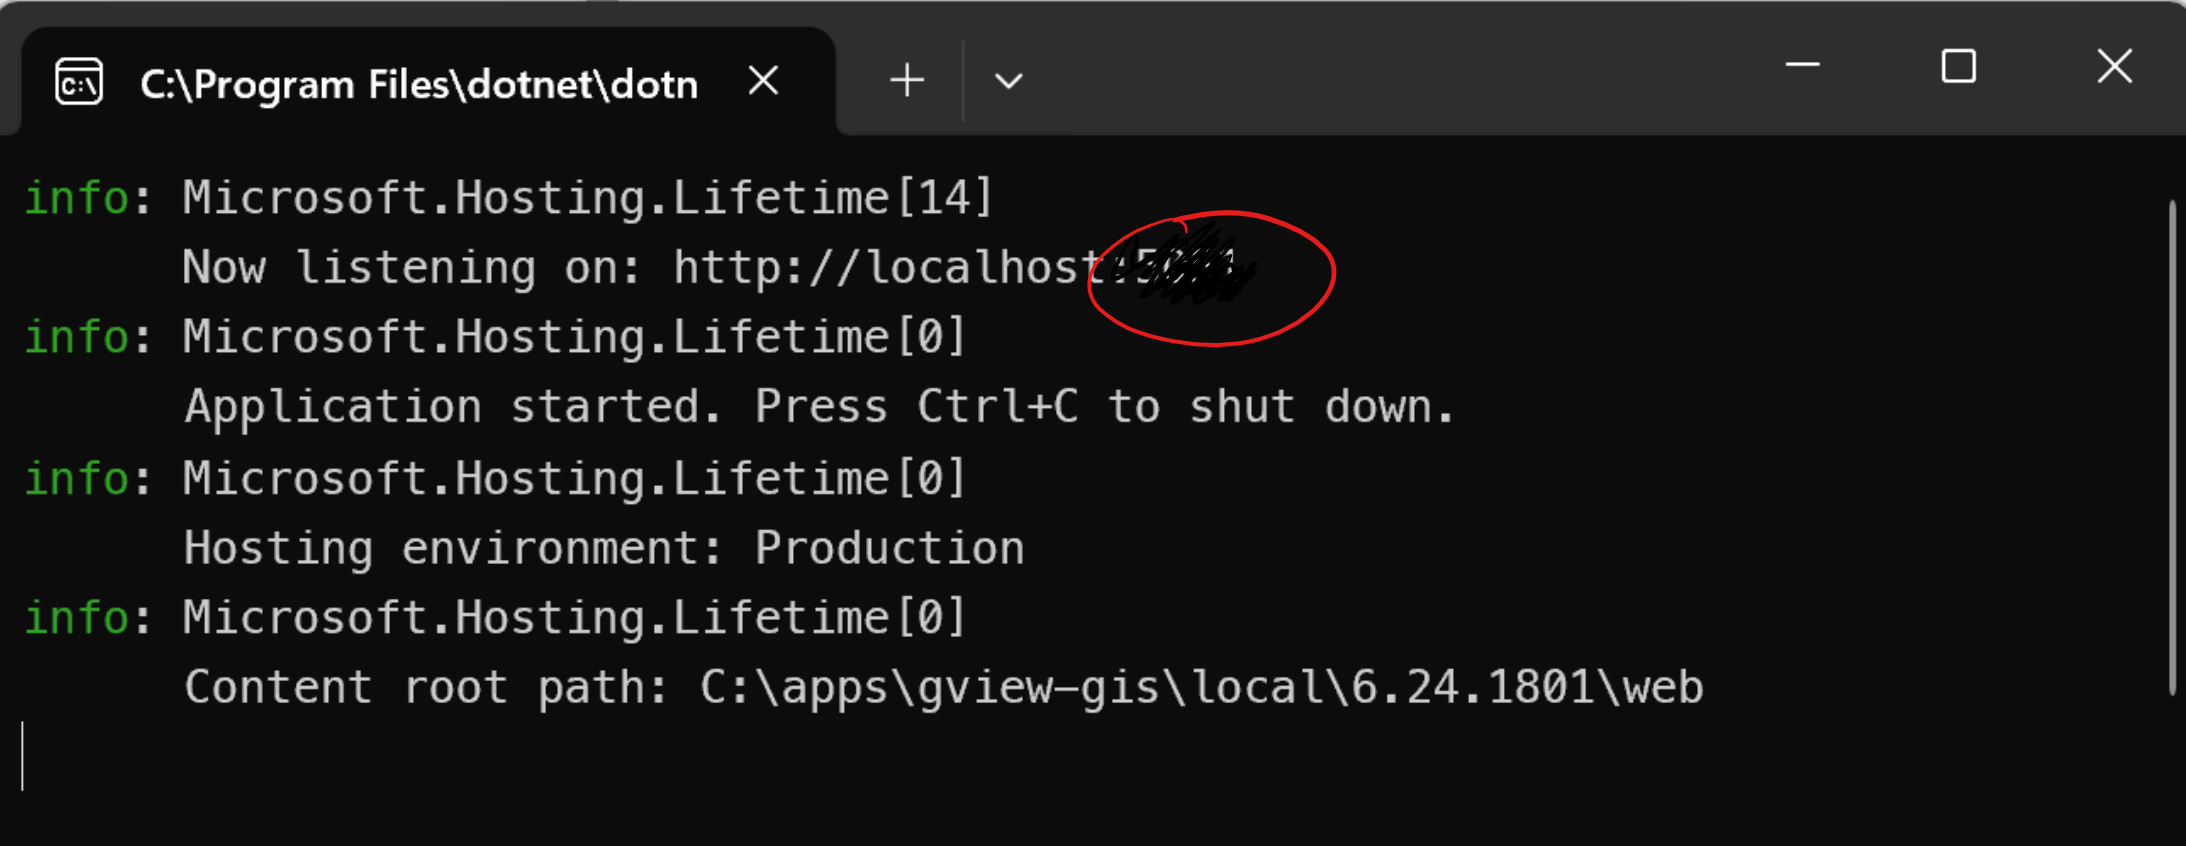 C:\Program Files\dotnet\dotn
info: Microsoft.Hosting.Lifetime[14]
Now listening on: http://localhost
info: Microsoft.Hosting.Lifetime[0]
Application started. Press Ctrl+C to shut down.
info: Microsoft.Hosting.Lifetime[0]
Hosting environment: Production
info: Microsoft.Hosting.Lifetime[0]
Content root path: C:\apps\gview-gis\local\6.24.1801\web